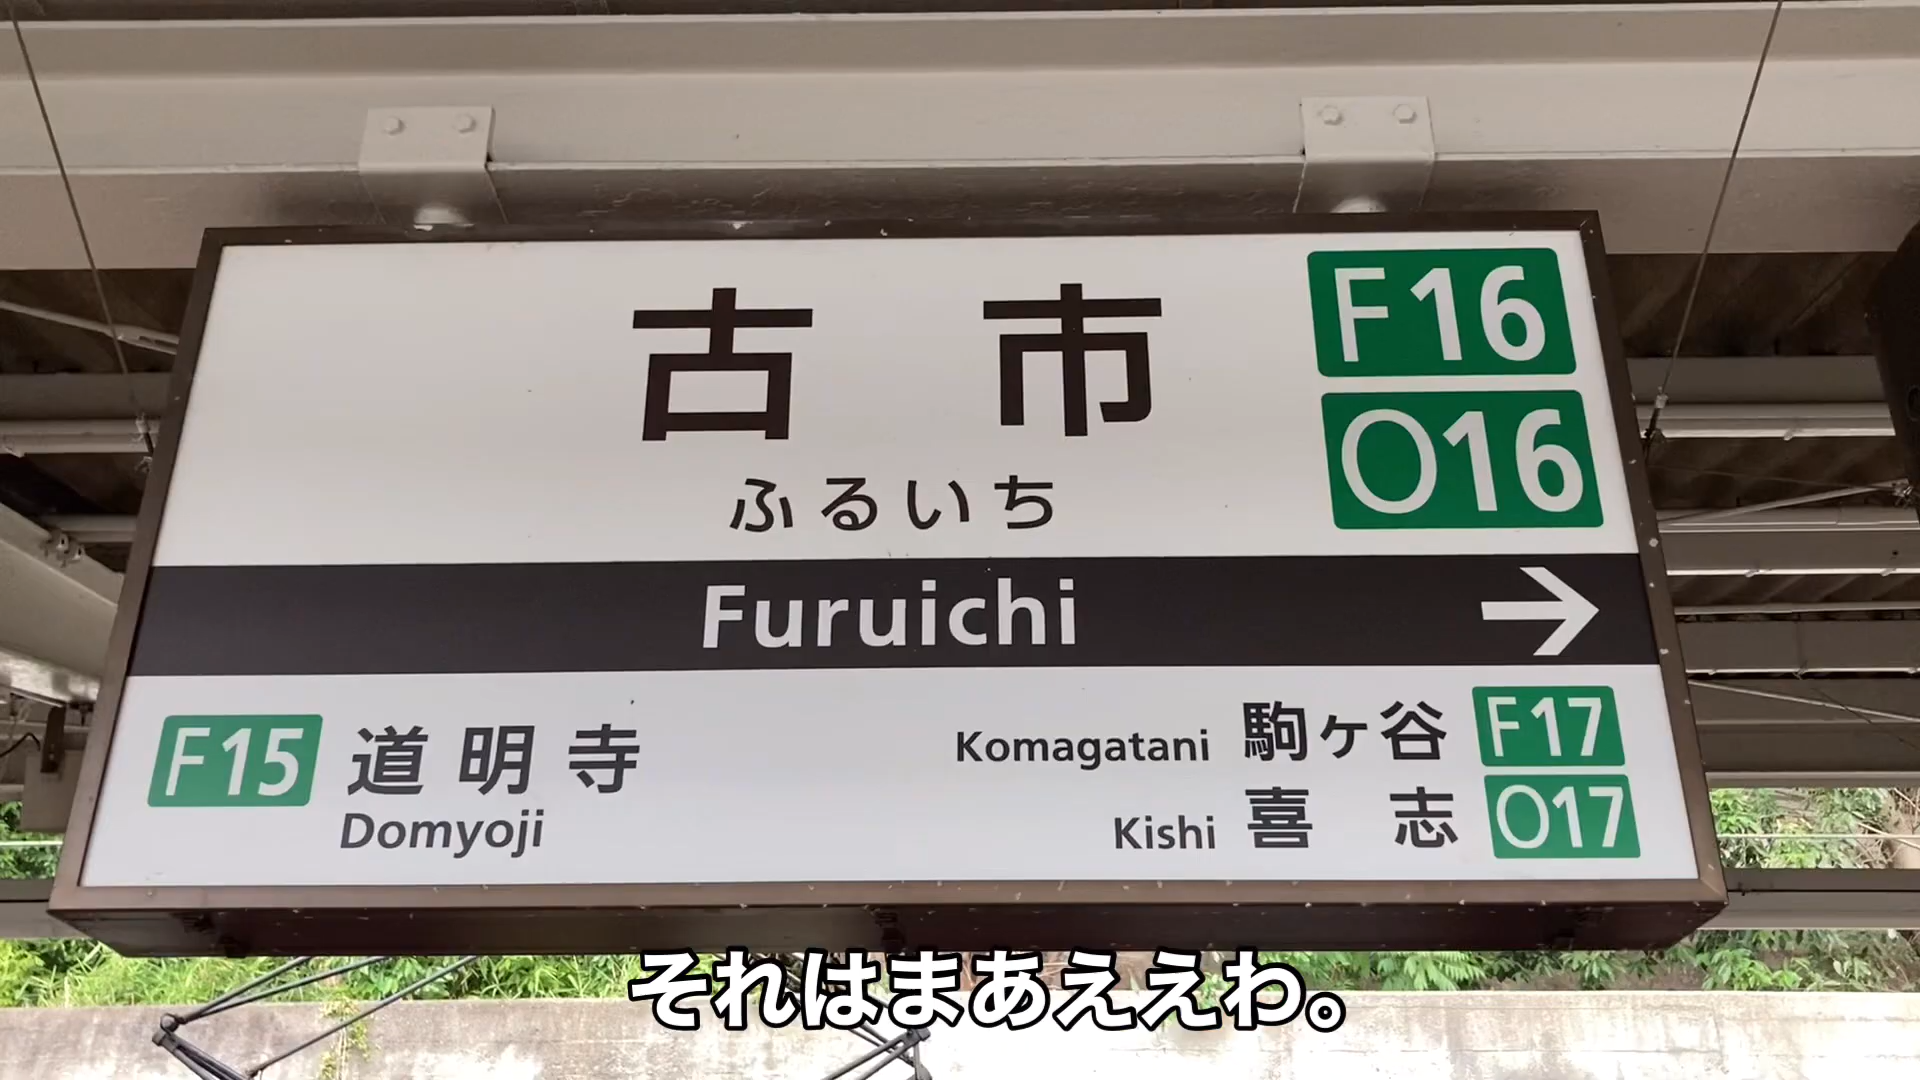 古市
F16
O16
ふるいち
Furuichi →
F15 道明寺
Domyoji
Komagatani 駒ヶ谷 F17
Kishi 喜志 O17
それはまあええわ。